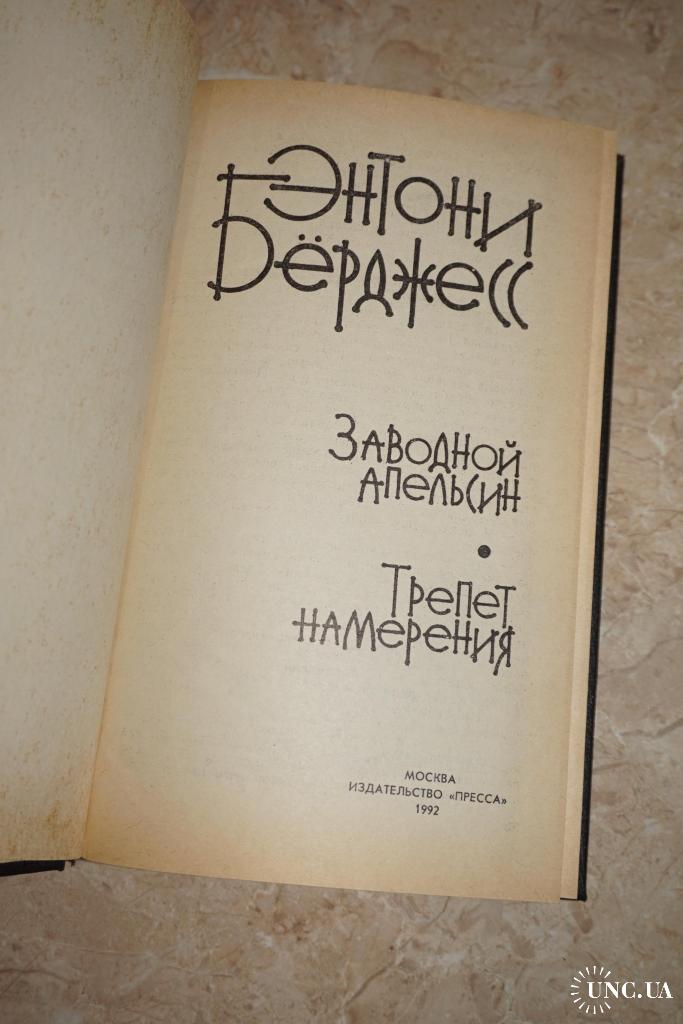 Энтони
Бёрджесс
Заводной
апельсин
Трепет
намерения
МОСКВА
ИЗДАТЕЛЬСТВО «ПРЕССА»
1992
UNC.UA